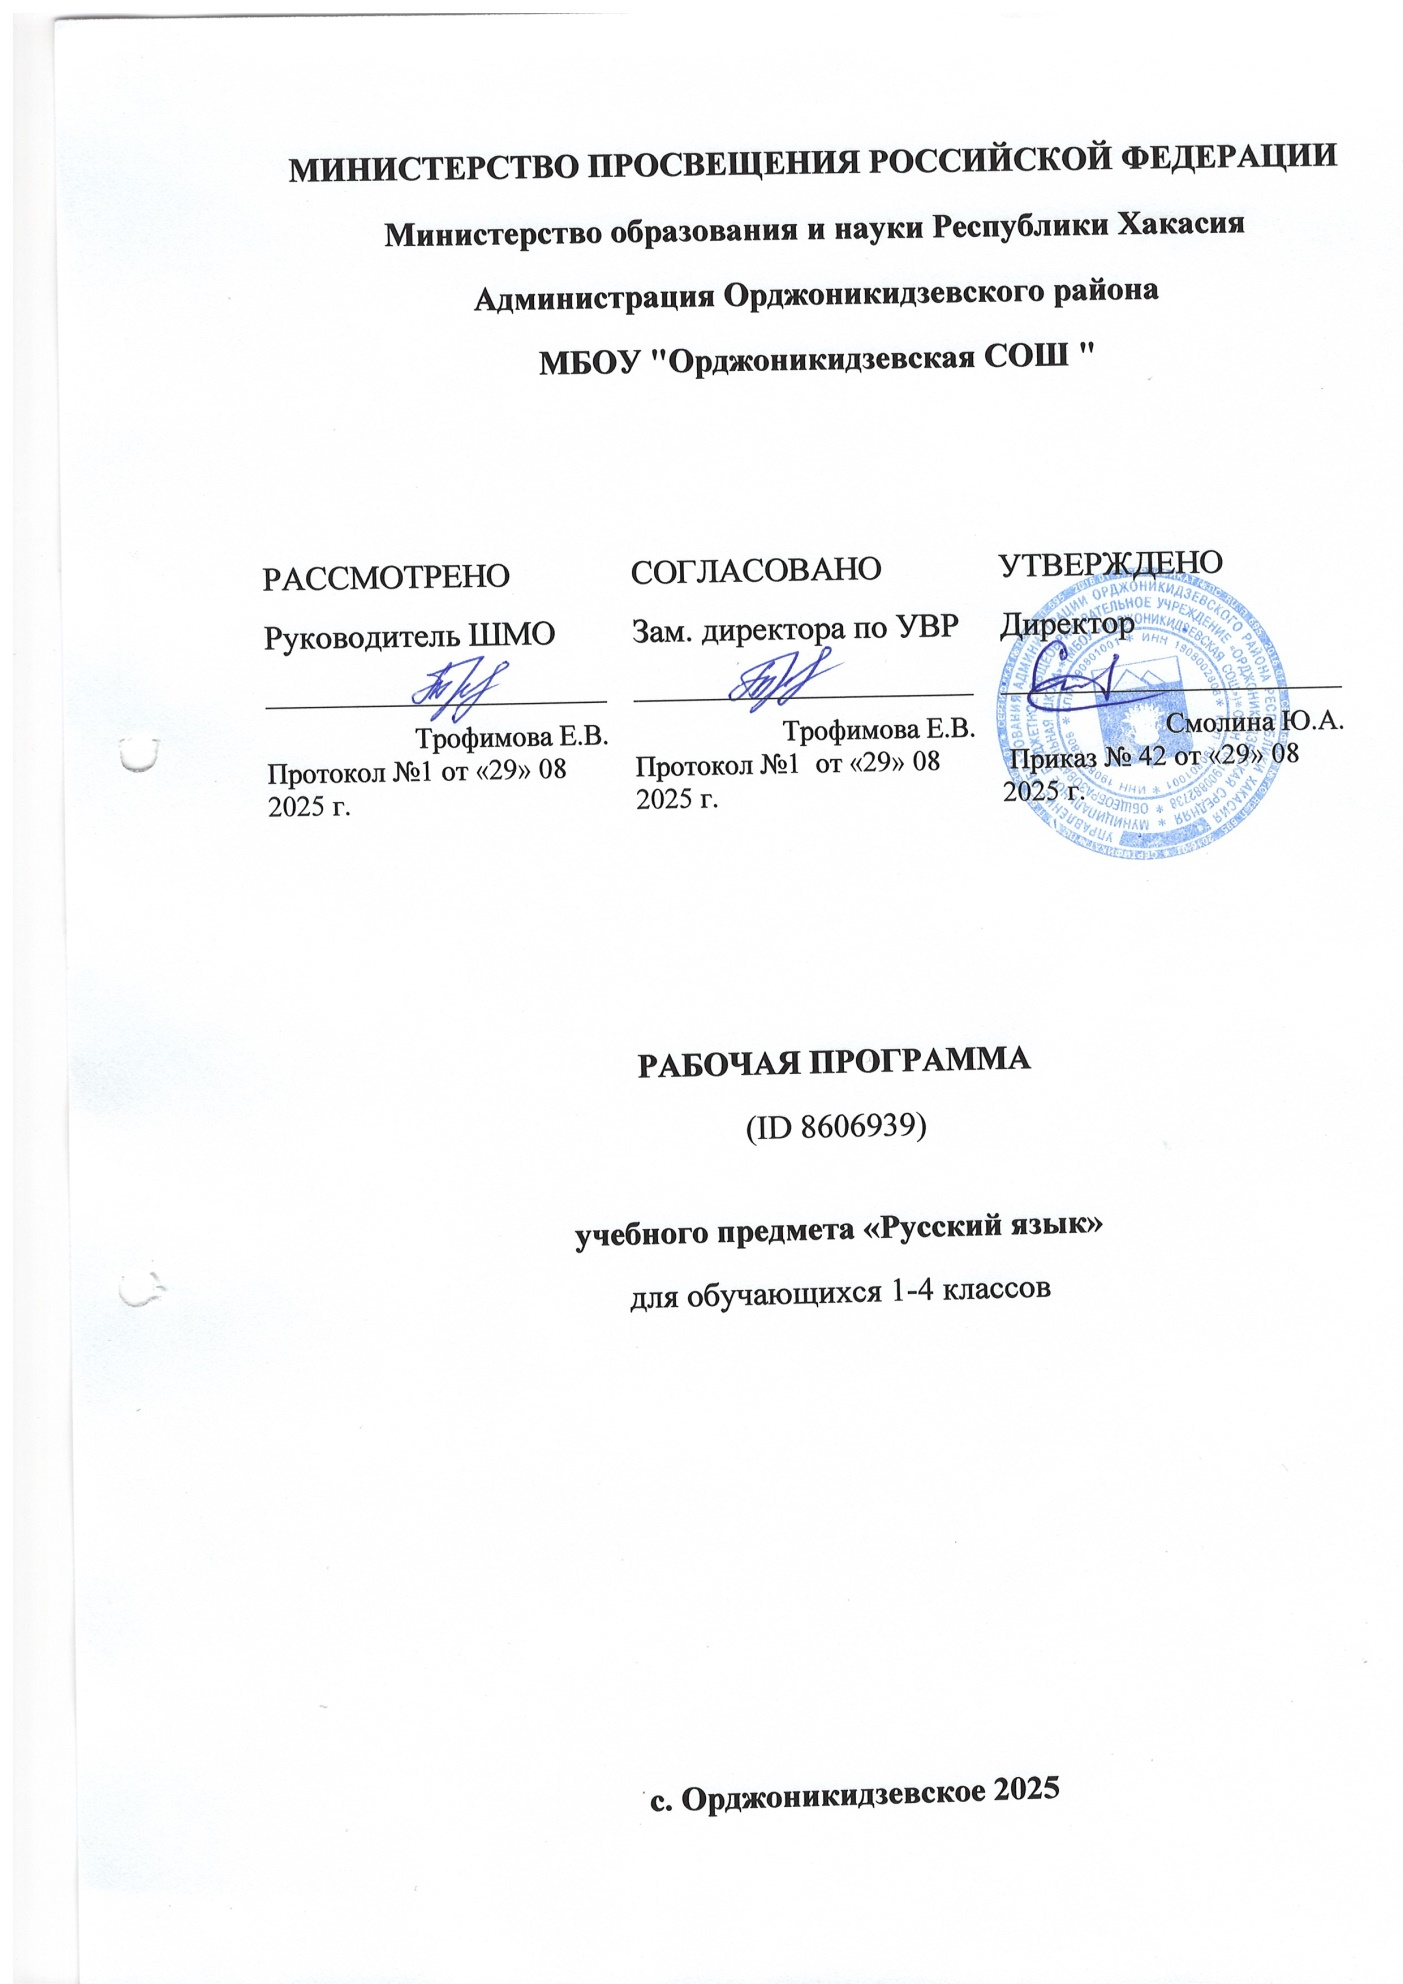 МИНИСТЕРСТВО ПРОСВЕЩЕНИЯ РОССИЙСКОЙ ФЕДЕРАЦИИ
Министерство образования и науки Республики Хакасия
Администрация Орджоникидзевского района
МБОУ "Орджоникидзевская СОШ "
РАССМОТРЕНО
Руководитель ШМО
Трофимова Е.В.
Протокол №1 от «29» 08
2025 г.
СОГЛАСОВАНО
Зам. директора по УВР
Трофимова Е.В.
Протокол №1 от «29» 08
2025 г.
УТВЕРЖДЕНО
Директор
Смолина Ю.А.
Приказ № 42 от «29» 08
2025 г.
РАБОЧАЯ ПРОГРАММА
(ID 8606939)
учебного предмета «Русский язык»
для обучающихся 1-4 классов
с. Орджоникидзевское 2025